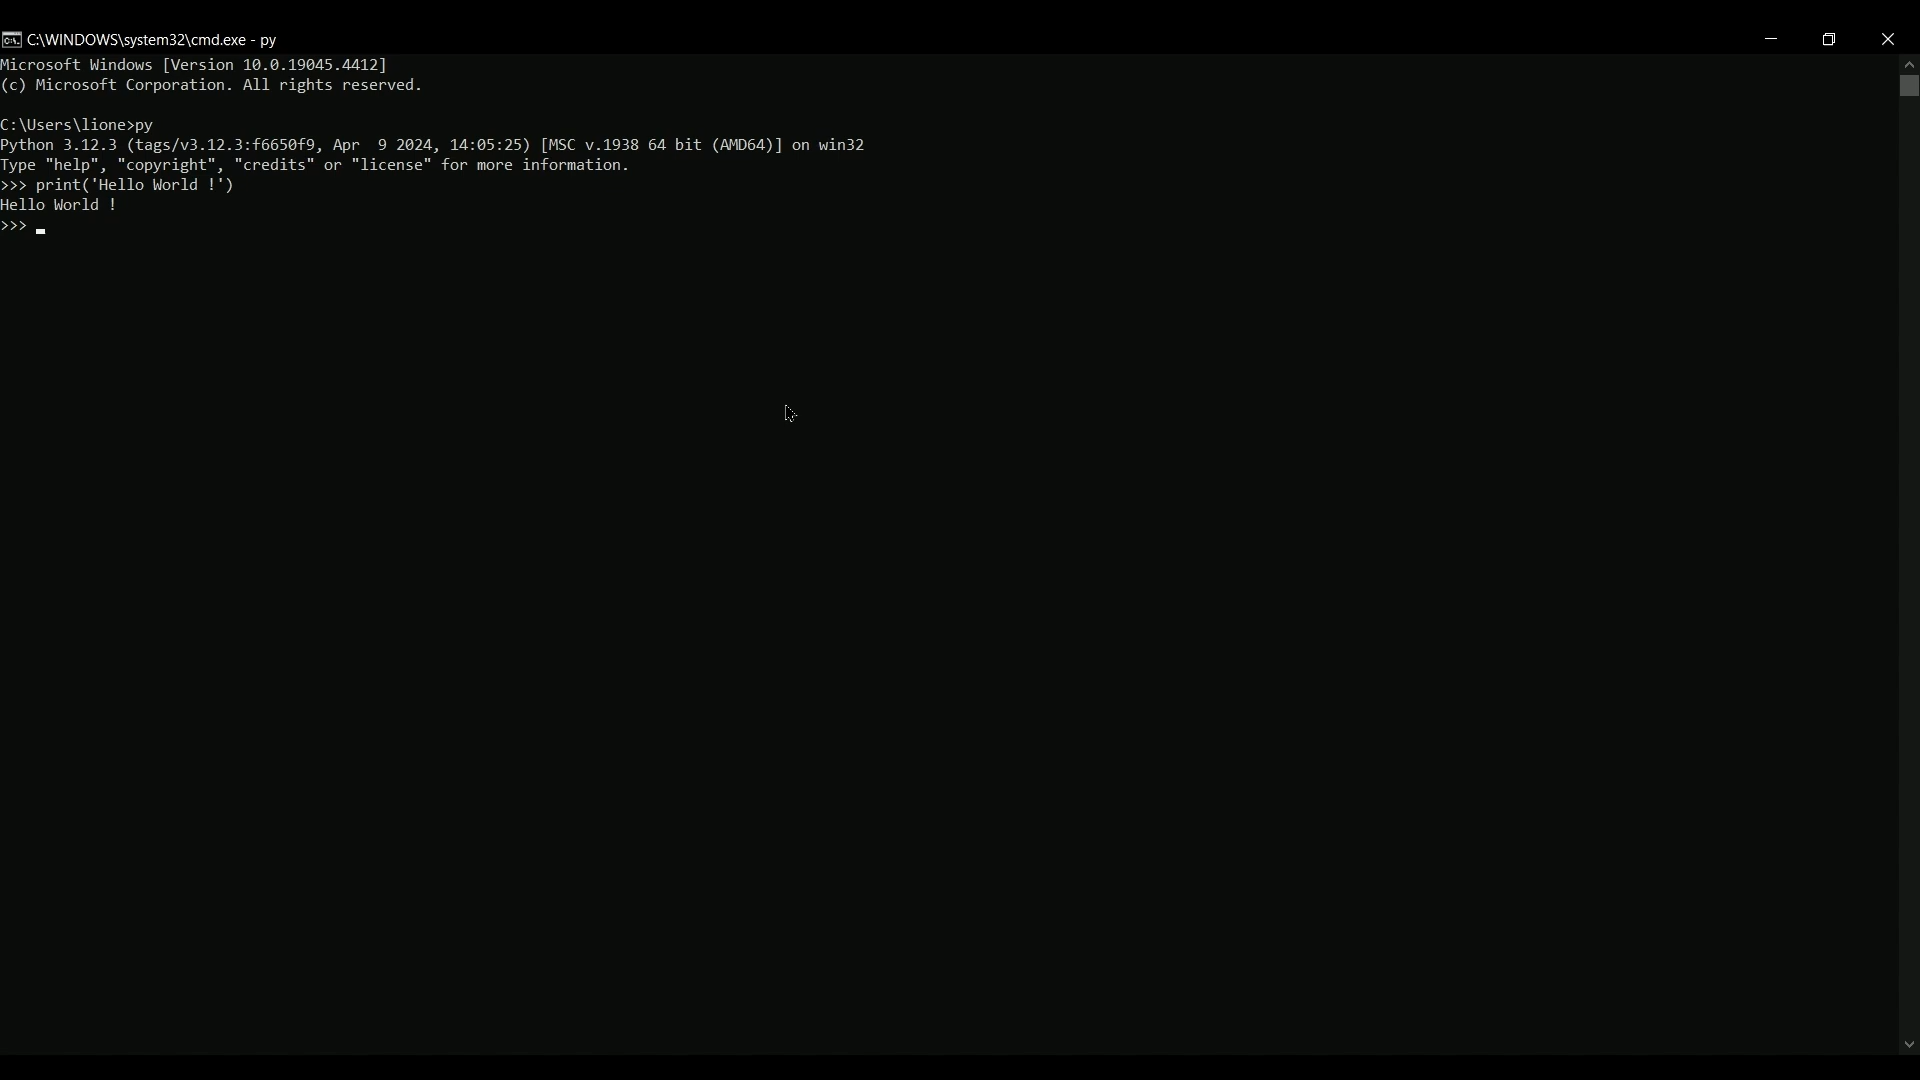 C:\WINDOWS\system32\cmd.exe - py
Microsoft Windows [Version 10.0.19045.4412]
(c) Microsoft Corporation. All rights reserved.
C:\Users\lione>py
Python 3.12.3 (tags/v3.12.3:f6650f9, Apr  9 2024, 14:05:25) [MSC v.1938 64 bit (AMD64)] on win32
Type "help", "copyright", "credits" or "license" for more information.
>>> print('Hello World !')
Hello World !
>>>